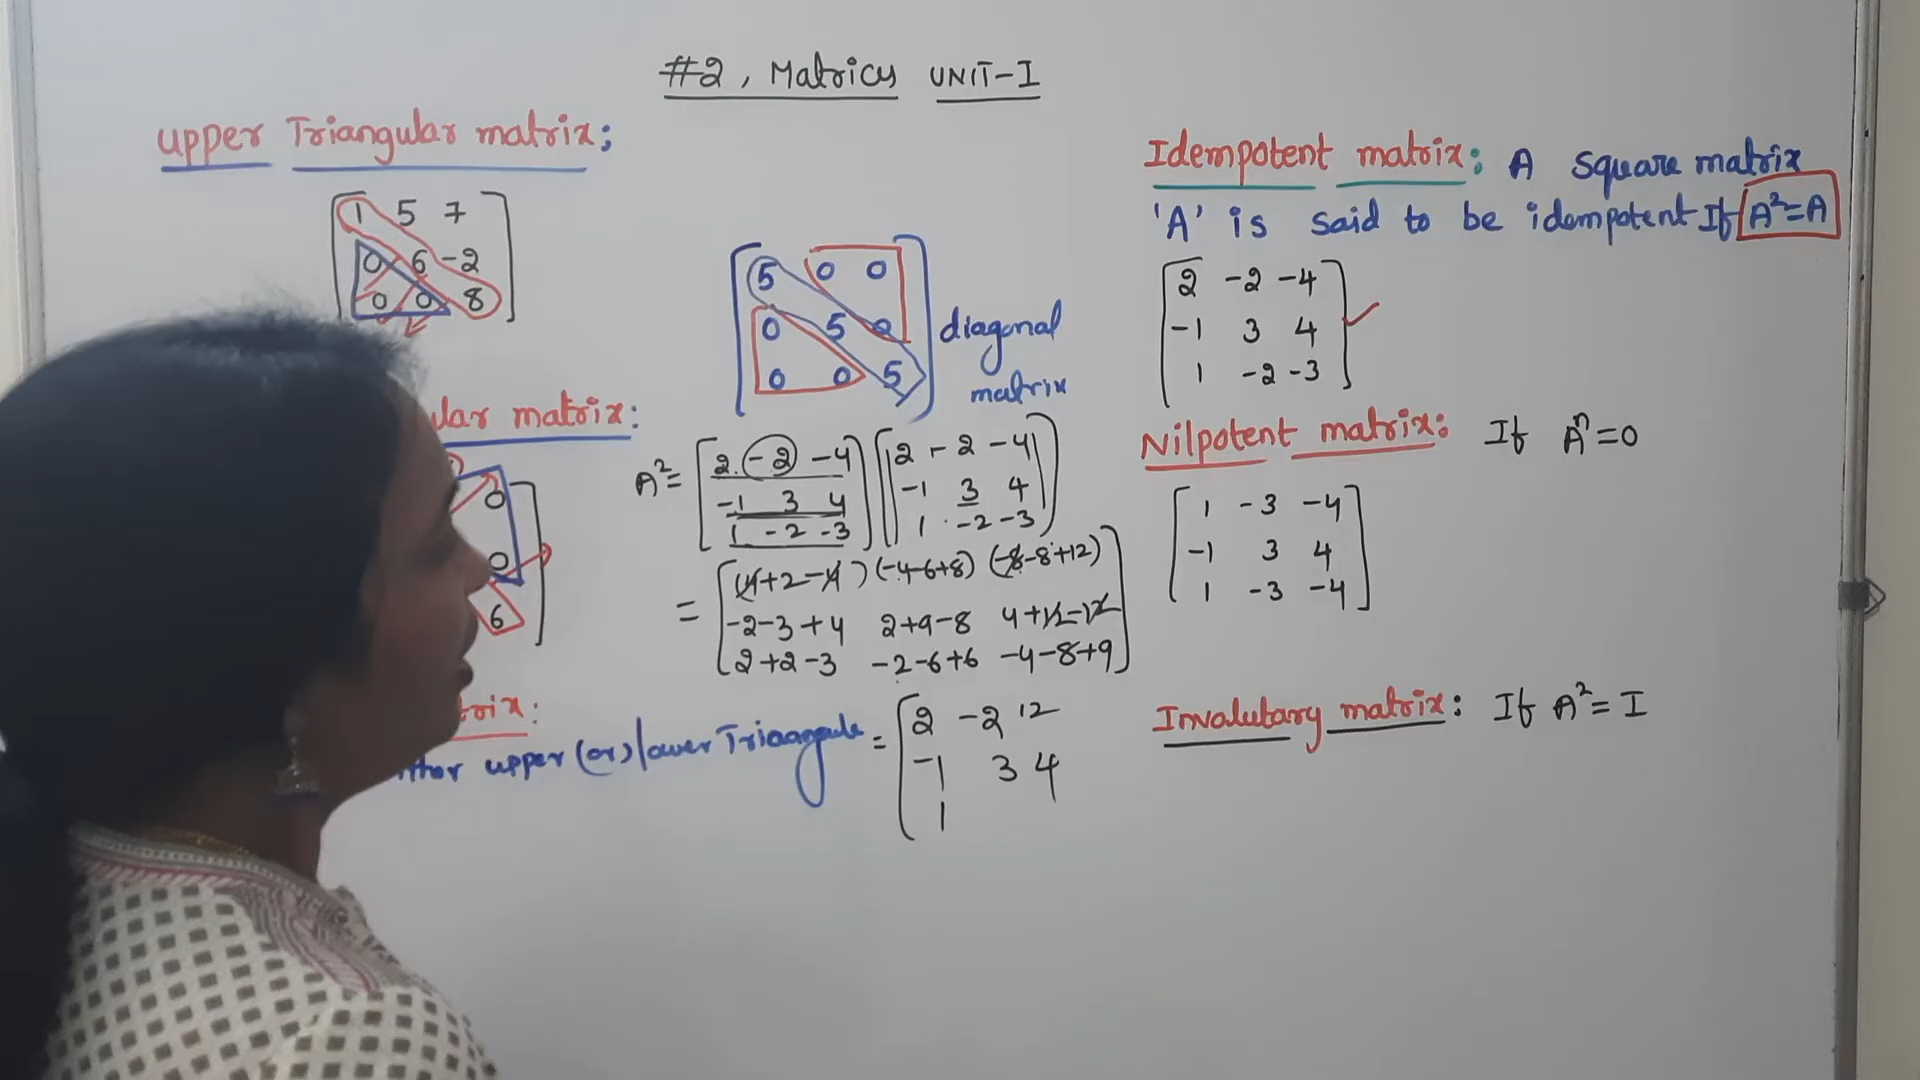 #2, Matrices UNIT-I
Upper Triangular matrix:
1 5 7
0 6 -2
0 0 8
matrix:
0
0
6
upper (or) lower Triaangule
5 0 0
0 5 0
0 0 5
diagonal
matrix
A²= [2 -2 -4] [2 -2 -4]
-1 3 4 -1 3 4
1 -2 -3 1 -2 -3
= (4+2-4) (-4-6+8) (-8-8+12)
-2-3+4 2+9-8 4+12-12
2+2-3 -2-6+6 -4-8+9
= 2 -2 12
-1 3 4
1
Idempotent matrix: A square matrix
'A' is said to be idempotent If A²=A
2 -2 -4
-1 3 4
1 -2 -3
Nilpotent matrix: If Aⁿ=0
1 -3 -4
-1 3 4
1 -3 -4
Involutary matrix: If A²=I